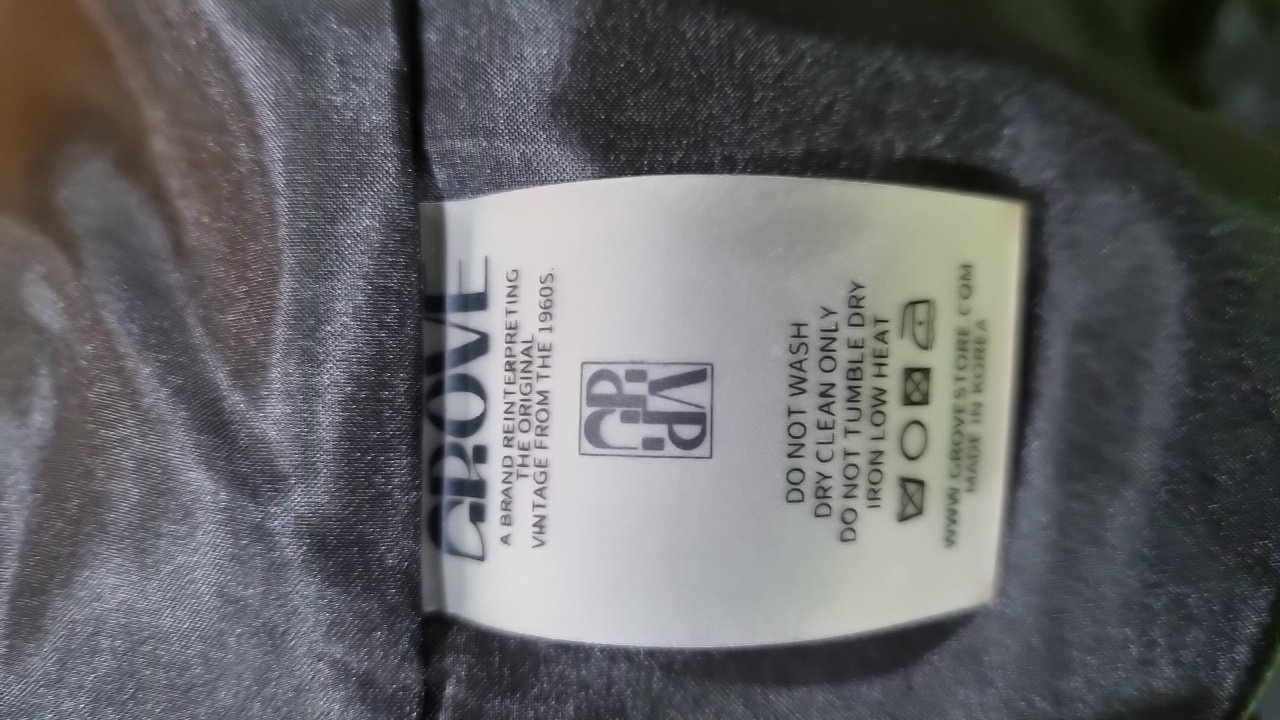 GROVE
A BRAND REINTERPRETING
THE ORIGINAL
VINTAGE FROM THE 1960S.
DO NOT WASH
DRY CLEAN ONLY
DO NOT TUMBLE DRY
IRON LOW HEAT
WWW.GROVESTORE.COM
MADE IN KOREA